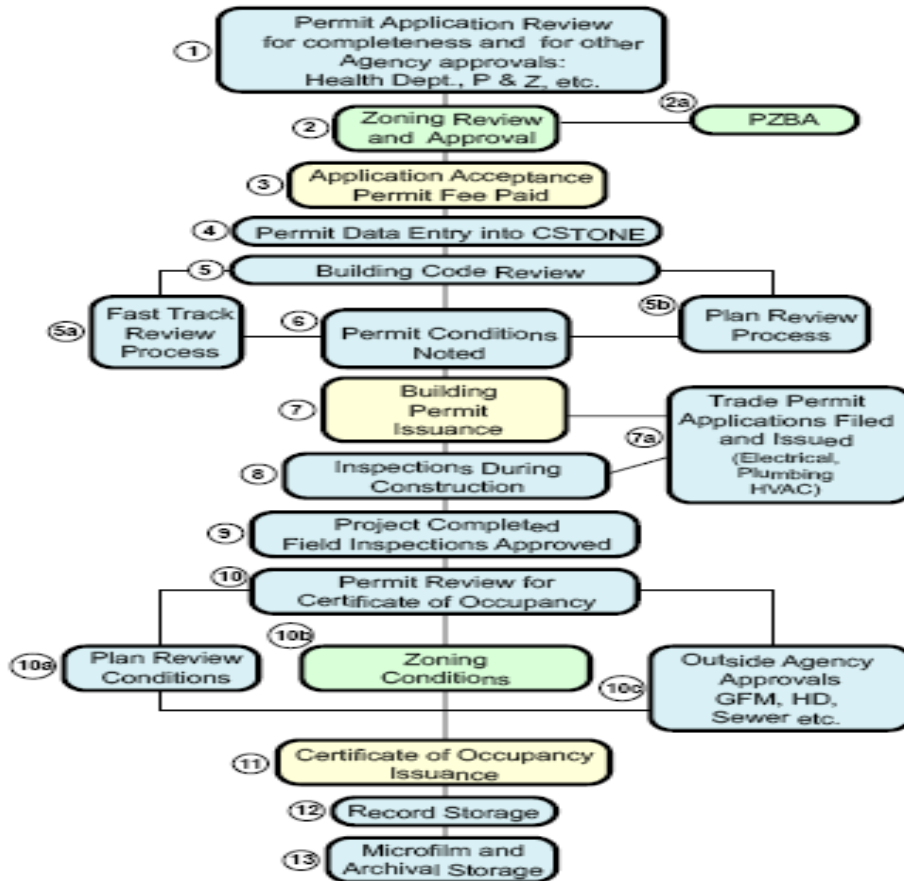 1
Permit Application Review
for completeness and for other
Agency approvals:
Health Dept., P & Z, etc.
2
Zoning Review
and Approval
2a
PZBA
3
Application Acceptance
Permit Fee Paid
4
Permit Data Entry into CSTONE
5
Building Code Review
5a
Fast Track
Review
Process
6
Permit Conditions
Noted
5b
Plan Review
Process
7
Building
Permit
Issuance
7a
Trade Permit
Applications Filed
and Issued
(Electrical,
Plumbing
HVAC)
8
Inspections During
Construction
9
Project Completed
Field Inspections Approved
10
Permit Review for
Certificate of Occupancy
10a
Plan Review
Conditions
10b
Zoning
Conditions
10c
Outside Agency
Approvals
GFM, HD,
Sewer etc.
11
Certificate of Occupancy
Issuance
12
Record Storage
13
Microfilm and
Archival Storage